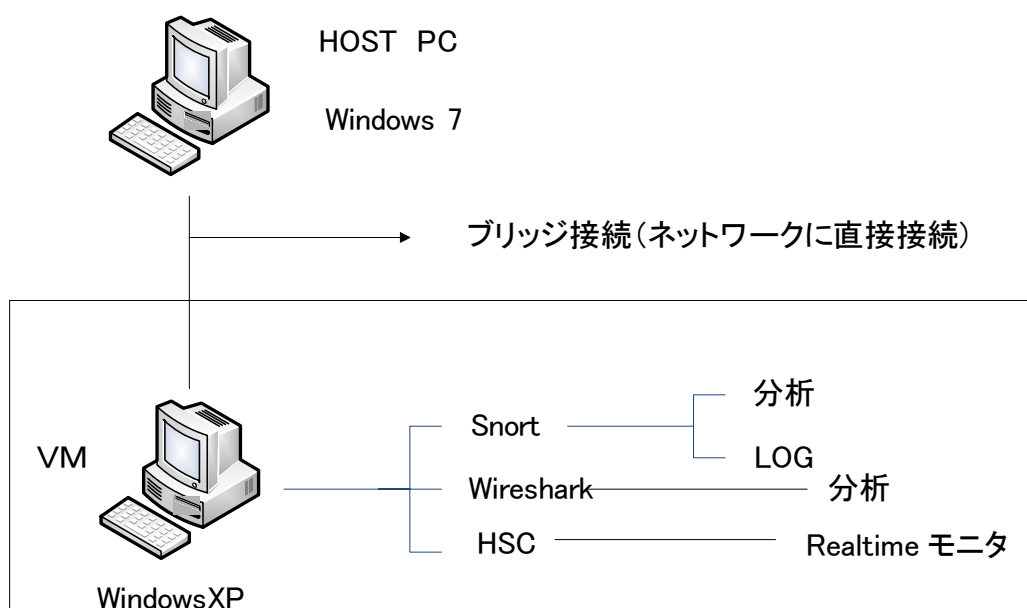 HOST PC
Windows 7
ブリッジ接続(ネットワークに直接接続)
VM
WindowsXP
Snort
分析
LOG
Wireshark
分析
HSC
Realtime モニタ